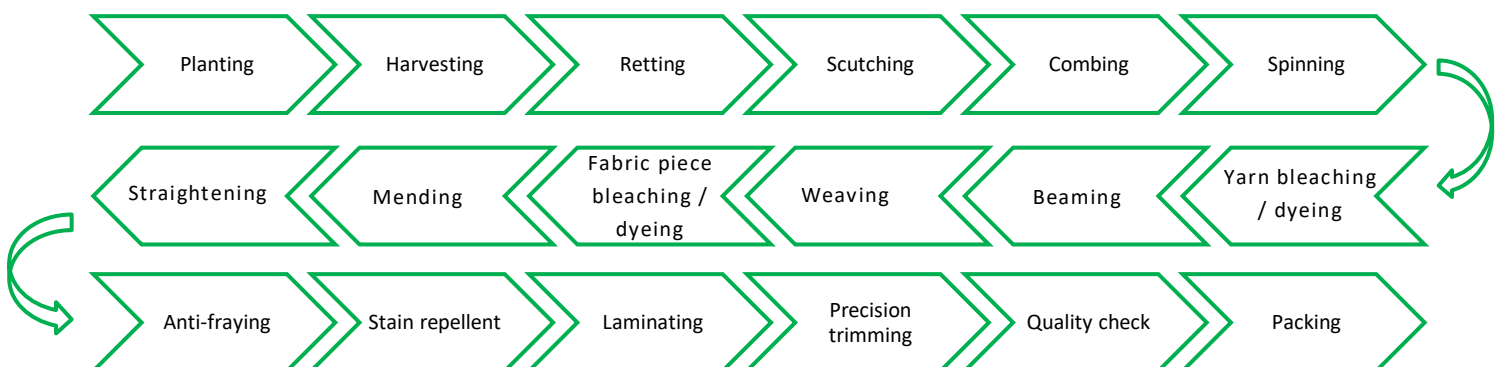 Planting
Harvesting
Retting
Scutching
Combing
Spinning
Yarn bleaching
/ dyeing
Beaming
Weaving
Fabric piece
bleaching /
dyeing
Mending
Straightening
Anti-fraying
Stain repellent
Laminating
Precision
trimming
Quality check
Packing